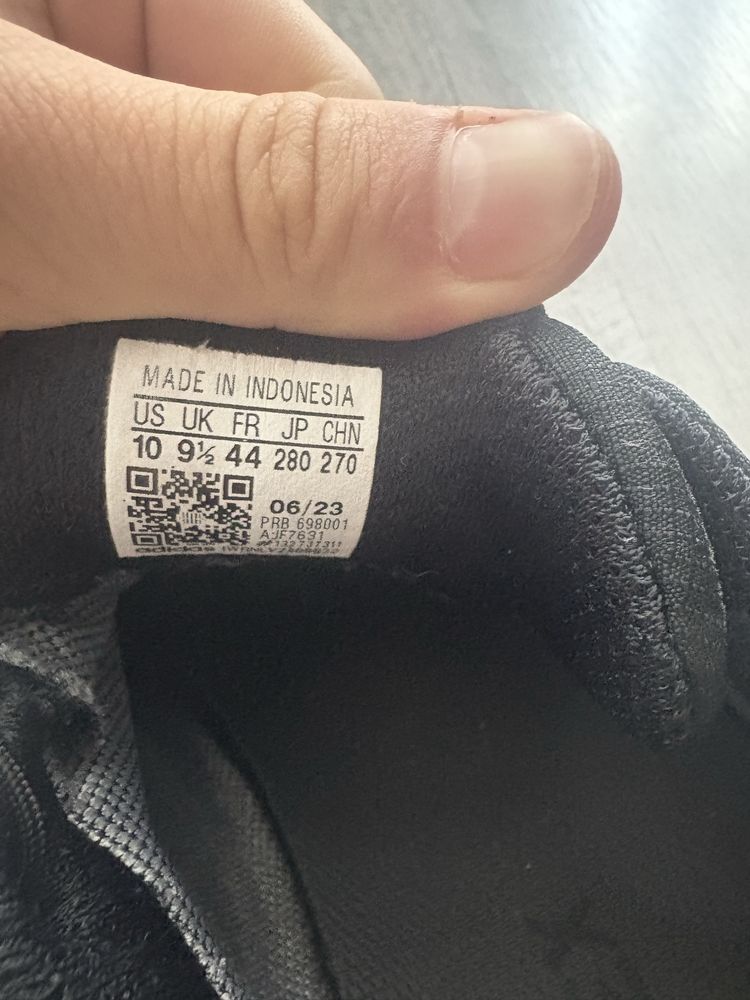 MADE IN INDONESIA
US UK FR JP CHN
10 9½ 44 280 270
06/23
PRB 698001
AJF7631
adidas